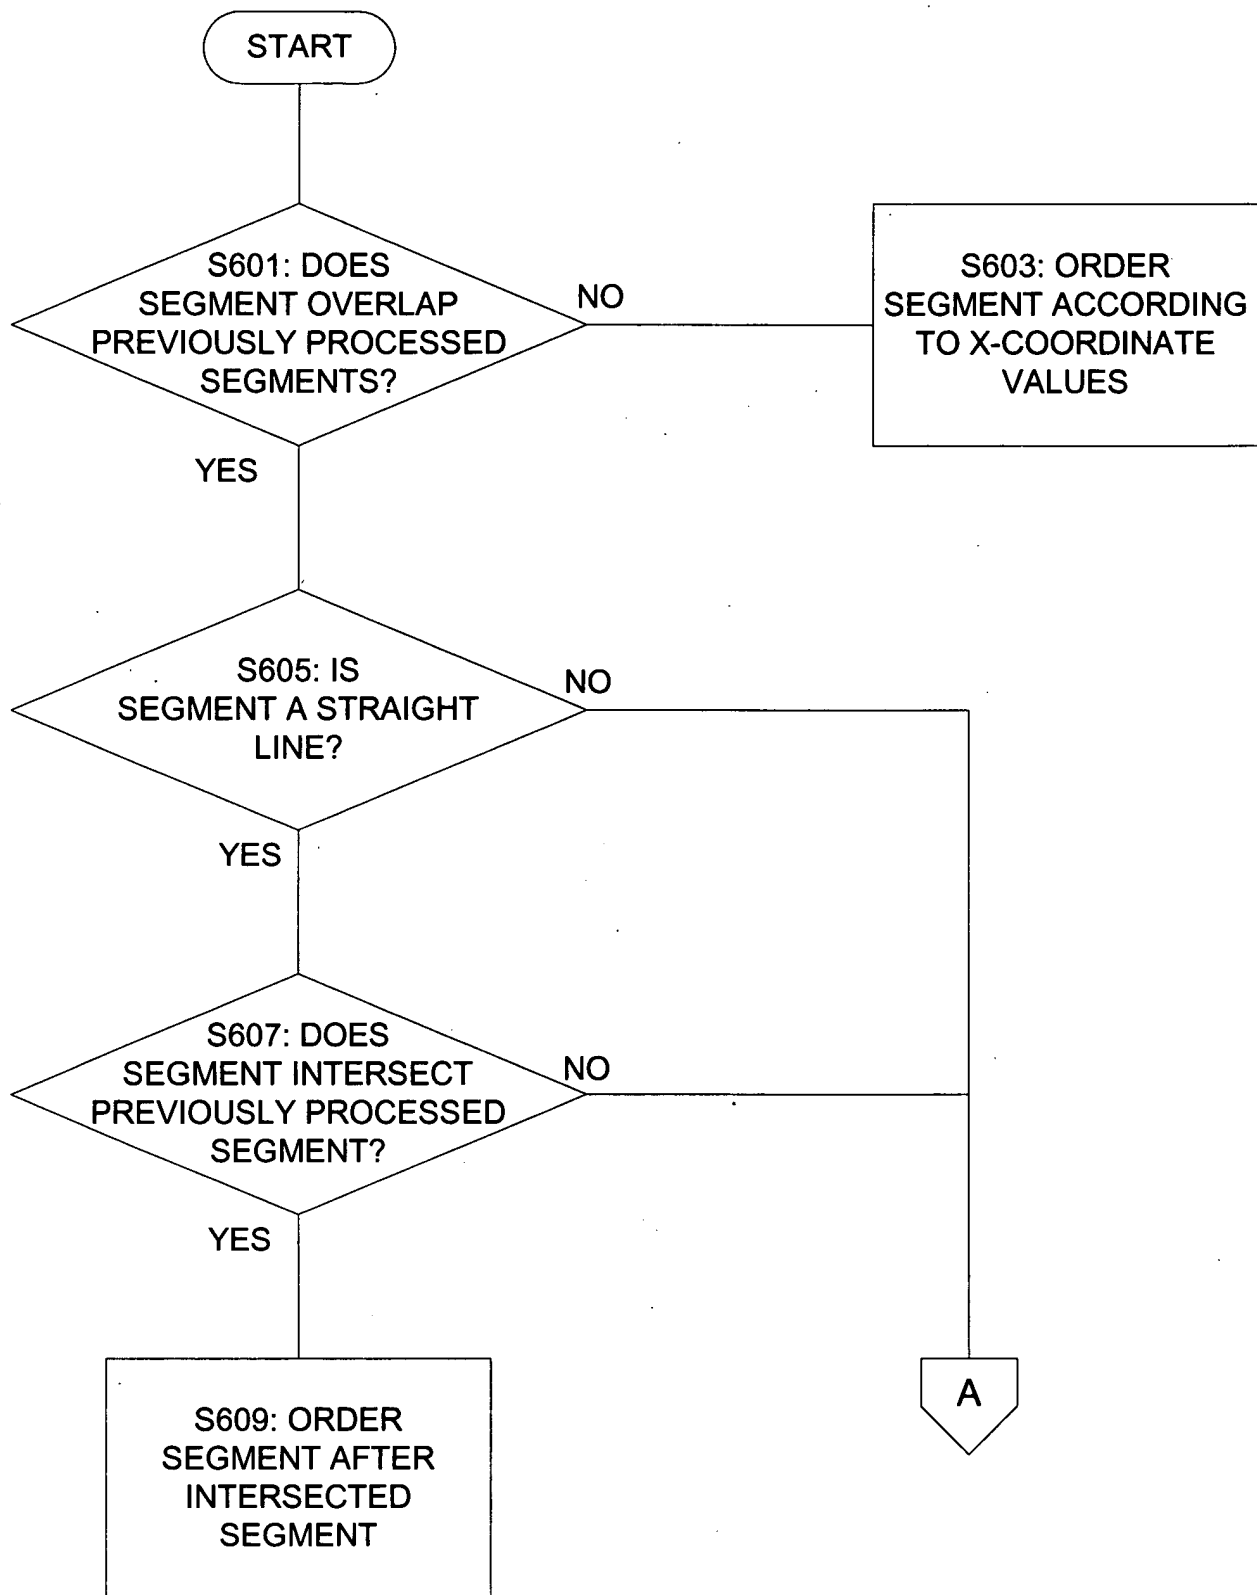 START
S601: DOES
SEGMENT OVERLAP
PREVIOUSLY PROCESSED
SEGMENTS?
NO
S603: ORDER
SEGMENT ACCORDING
TO X-COORDINATE
VALUES
YES
S605: IS
SEGMENT A STRAIGHT
LINE?
NO
YES
S607: DOES
SEGMENT INTERSECT
PREVIOUSLY PROCESSED
SEGMENT?
NO
YES
S609: ORDER
SEGMENT AFTER
INTERSECTED
SEGMENT
A